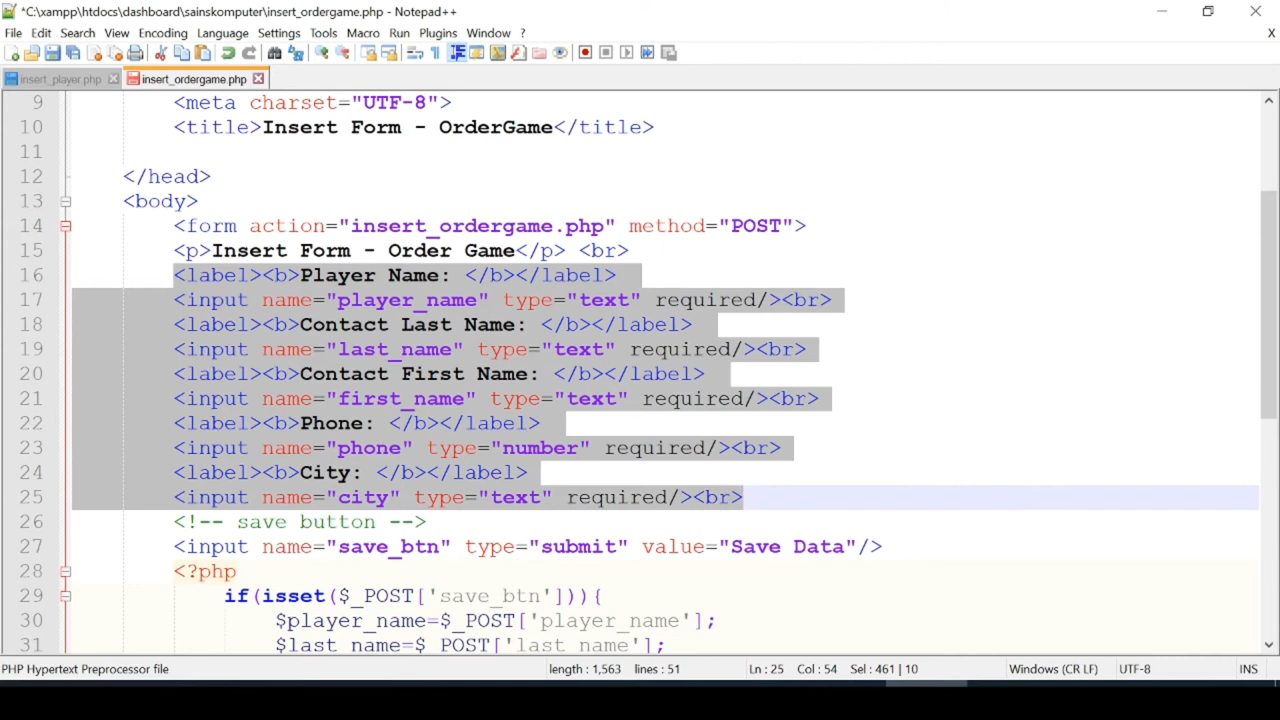 *C:\xampp\htdocs\dashboard\sainskomputer\insert_ordergame.php - Notepad++
File Edit Search View Encoding Language Settings Tools Macro Run Plugins Window ? X
insert_player.php insert_ordergame.php
9 <meta charset="UTF-8">
10 <title>Insert Form - OrderGame</title>
11
12 </head>
13 <body>
14 <form action="insert_ordergame.php" method="POST">
15 <p>Insert Form - Order Game</p> <br>
16 <label><b>Player Name: </b></label>
17 <input name="player_name" type="text" required/><br>
18 <label><b>Contact Last Name: </b></label>
19 <input name="last_name" type="text" required/><br>
20 <label><b>Contact First Name: </b></label>
21 <input name="first_name" type="text" required/><br>
22 <label><b>Phone: </b></label>
23 <input name="phone" type="number" required/><br>
24 <label><b>City: </b></label>
25 <input name="city" type="text" required/><br>
26 <!-- save button -->
27 <input name="save_btn" type="submit" value="Save Data"/>
28 <?php
29 if(isset($_POST['save_btn'])){
30 $player_name=$_POST['player_name'];
31 $last_name=$_POST['last_name'];
PHP Hypertext Preprocessor file length : 1,563 lines : 51 Ln : 25 Col : 54 Sel : 461 | 10 Windows (CR LF) UTF-8 INS